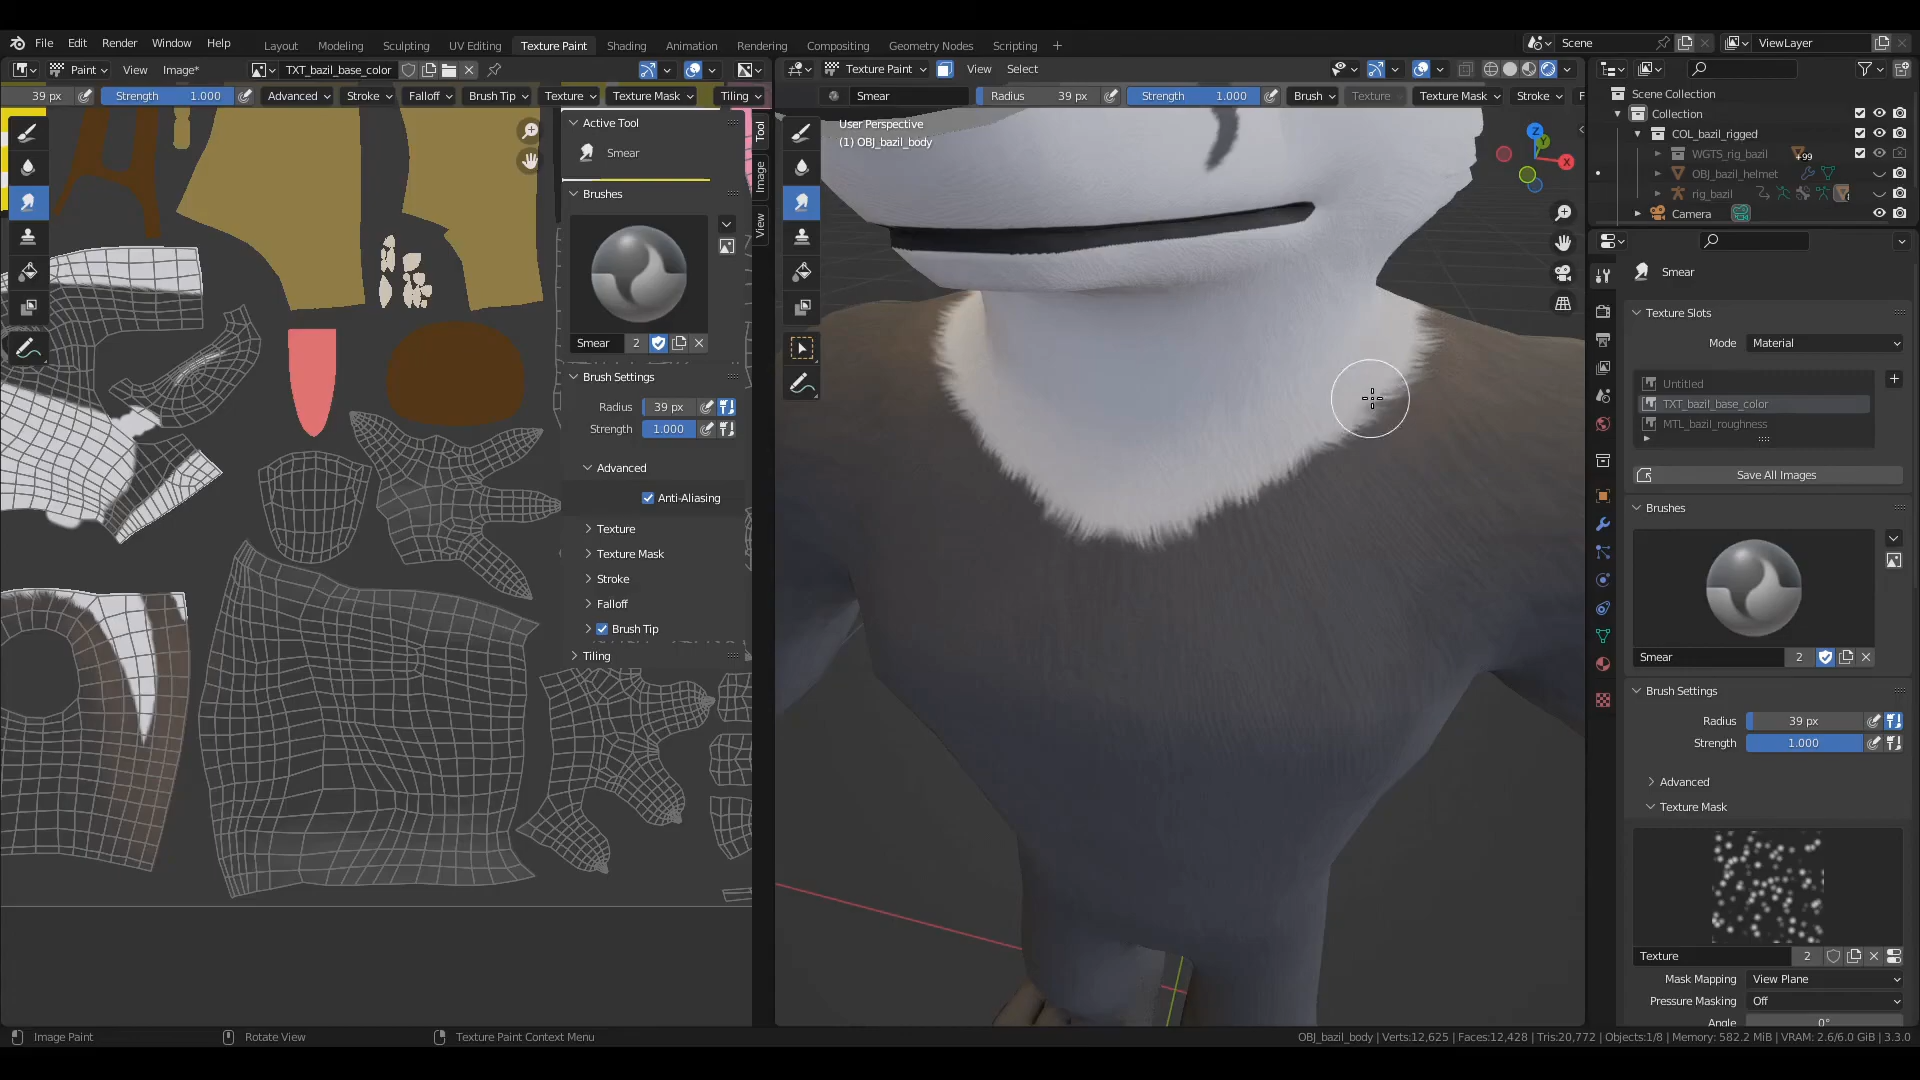 File Edit Render Window Help Layout Modeling Sculpting UV Editing Texture Paint Shading Animation Rendering Compositing Geometry Nodes Scripting + Scene ViewLayer
Paint View Image* TXT_bazil_base_color Texture Paint View Select
39 px Strength 1.000 Advanced Stroke Falloff Brush Tip Texture Texture Mask Tiling Smear Radius 39 px Strength 1.000 Brush Texture Texture Mask Stroke F
Active Tool
Smear
Brushes
Smear 2
Brush Settings
Radius 39 px
Strength 1.000
Advanced
Anti-Aliasing
Texture
Texture Mask
Stroke
Falloff
Brush Tip
Tiling
Tool
Image
View
User Perspective
(1) OBJ_bazil_body
Z
Y
X
Scene Collection
Collection
COL_bazil_rigged
WGTS_rig_bazil +99
OBJ_bazil_helmet
rig_bazil
Camera
Smear
Texture Slots
Mode Material
Untitled
TXT_bazil_base_color
MTL_bazil_roughness
Save All Images
Brushes
Smear 2
Brush Settings
Radius 39 px
Strength 1.000
Advanced
Texture Mask
Texture 2
Mask Mapping View Plane
Pressure Masking Off
Angle 0°
Image Paint Rotate View Texture Paint Context Menu OBJ_bazil_body | Verts:12,625 | Faces:12,428 | Tris:20,772 | Objects:1/8 | Memory: 582.2 MiB | VRAM: 2.6/6.0 GiB | 3.3.0